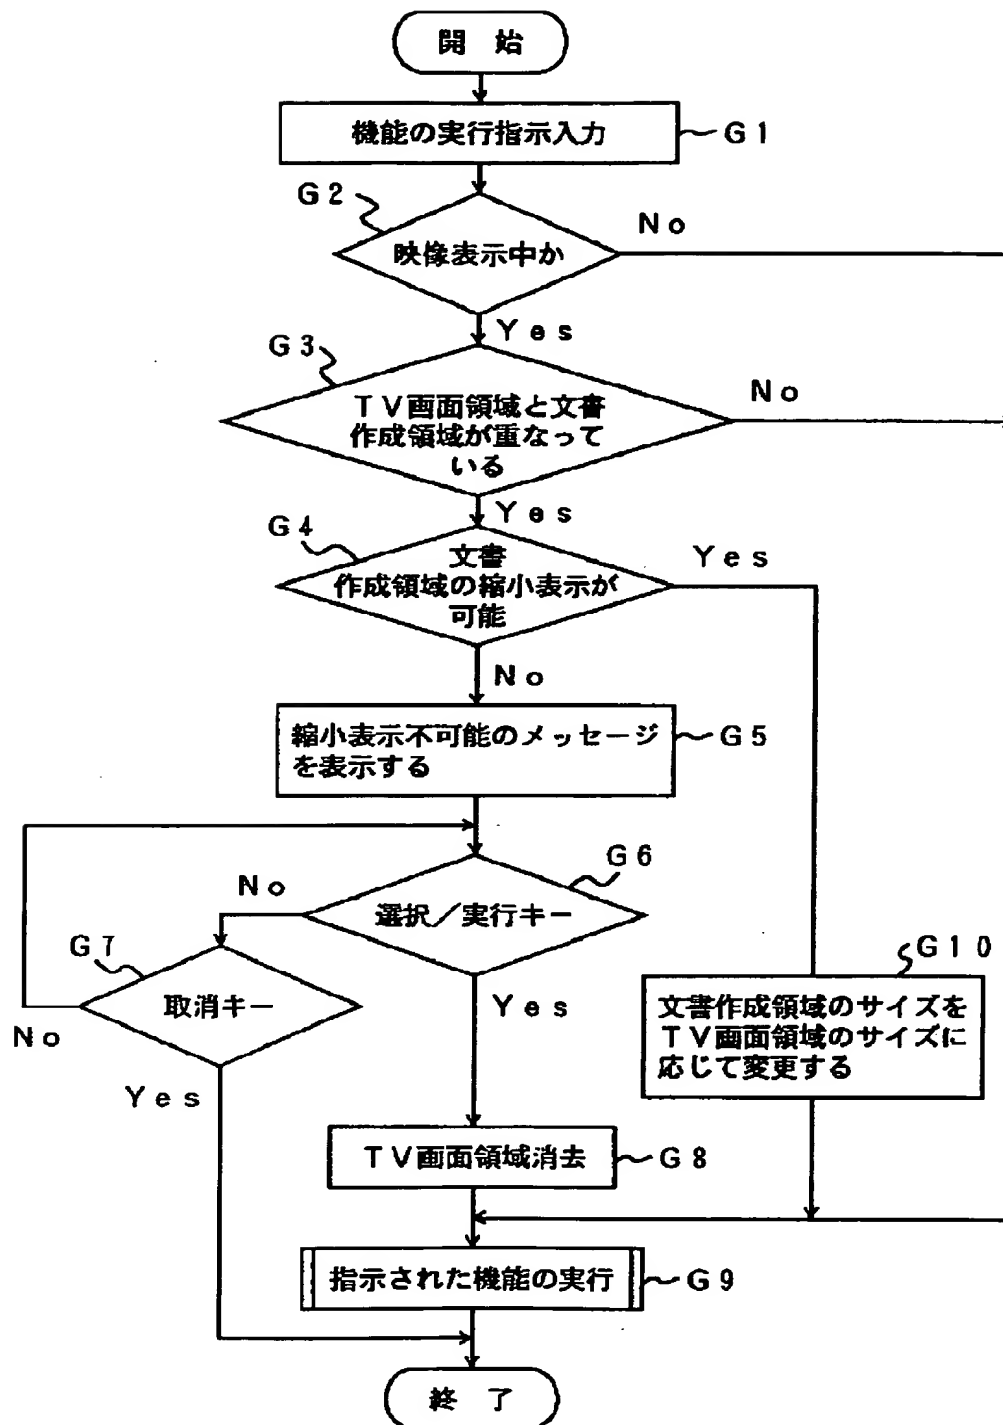 開 始
機能の実行指示入力
G1
G2
映像表示中か
No
Yes
G3
TV画面領域と文書
作成領域が重なって
いる
No
Yes
G4
文書
作成領域の縮小表示が
可能
Yes
No
縮小表示不可能のメッセージ
を表示する
G5
G6
選択/実行キー
No
Yes
G7
取消キー
No
Yes
G10
文書作成領域のサイズを
TV画面領域のサイズに
応じて変更する
TV画面領域消去
G8
指示された機能の実行
G9
終 了